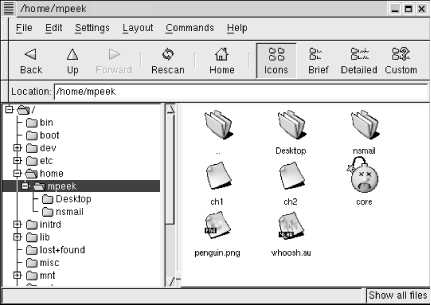 /home/mpeek
File Edit Settings Layout Commands Help
Back Up Forward Rescan Home Icons Brief Detailed Custom
Location: /home/mpeek
/
bin
boot
dev
etc
home
mpeek
Desktop
nsmail
initrd
lib
lost+found
misc
mnt
.. Desktop nsmail
ch1 ch2 core
penguin.png whoosh.au
Show all files